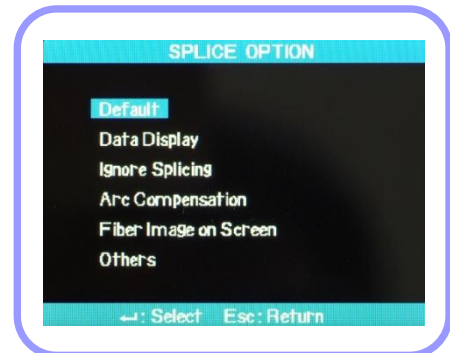 SPLICE OPTION
Default
Data Display
Ignore Splicing
Arc Compensation
Fiber Image on Screen
Others
↵: Select Esc: Return